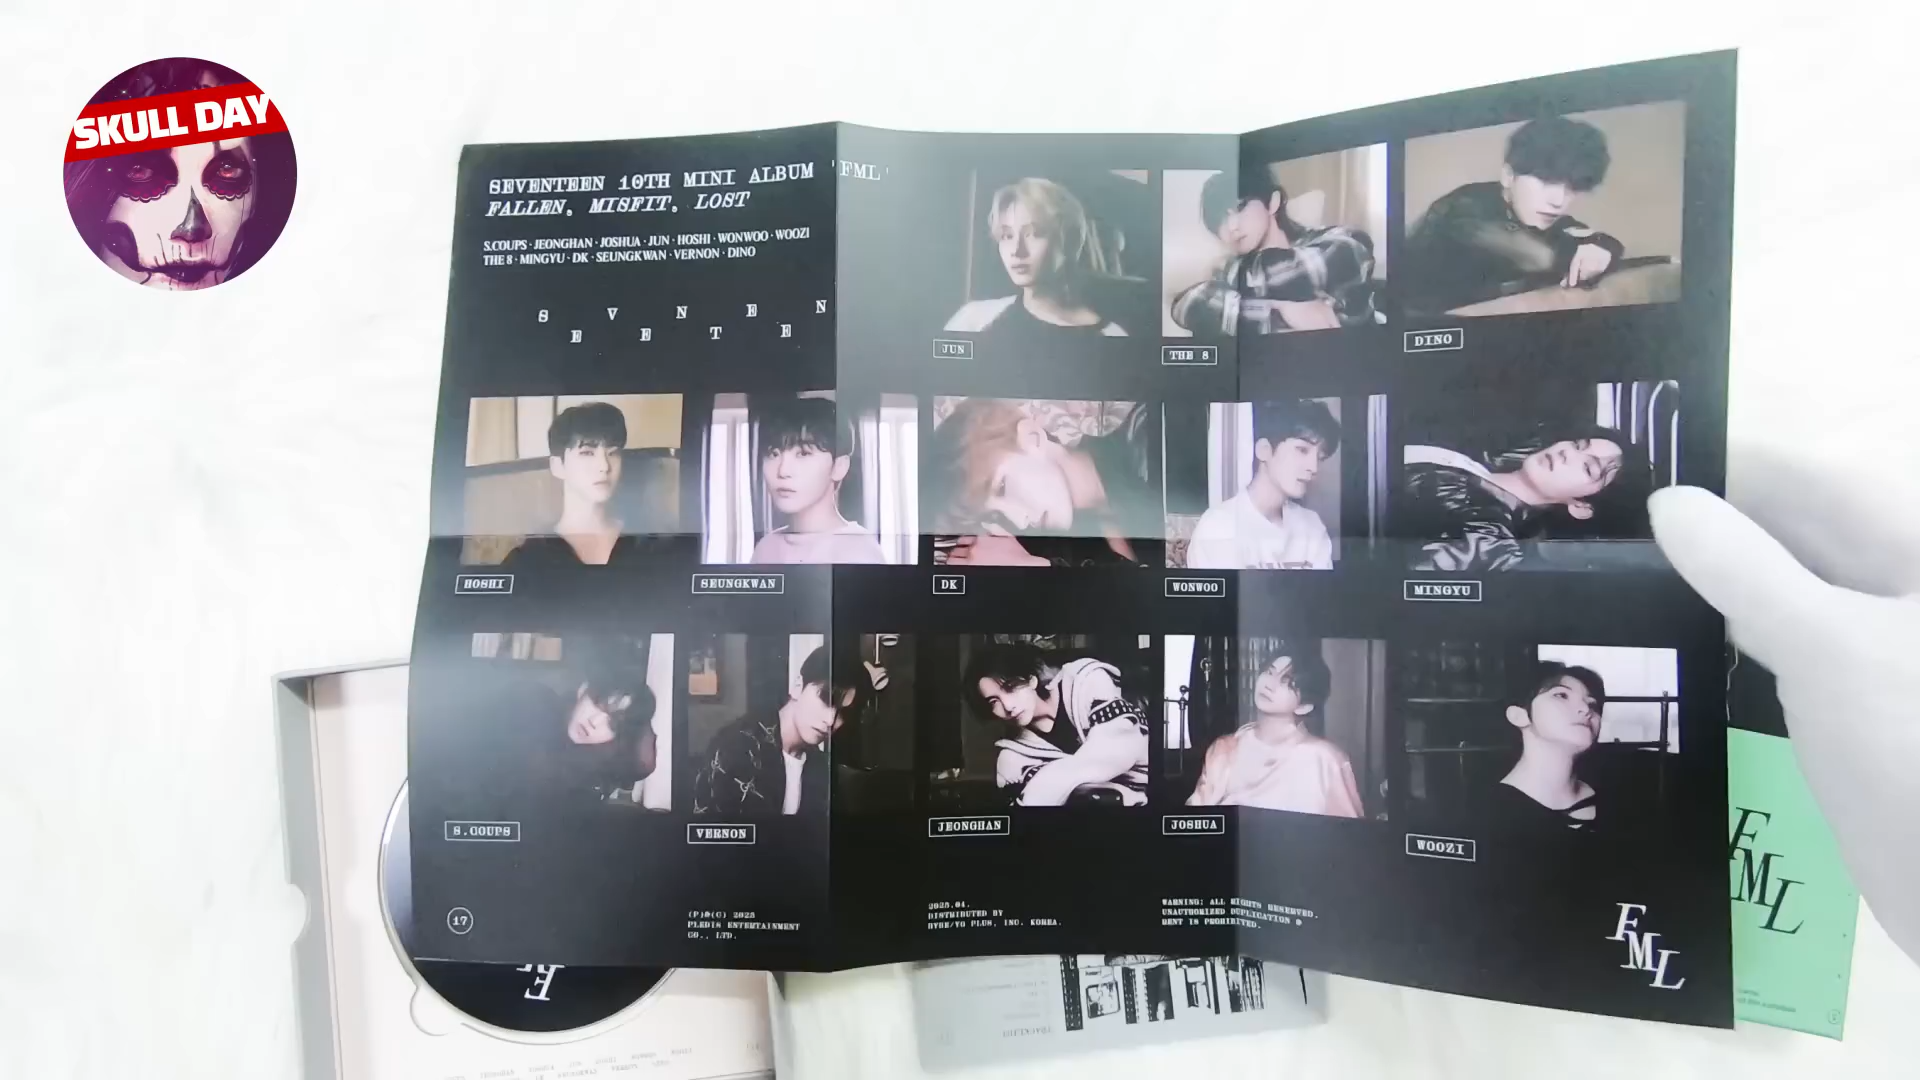 SKULL DAY
SEVENTEEN 10TH MINI ALBUM 'FML'
FALLEN, MISFIT, LOST
S.COUPS · JEONGHAN · JOSHUA · JUN · HOSHI · WONWOO · WOOZI
THE 8 · MINGYU · DK · SEUNGKWAN · VERNON · DINO
S V N E N
E E T E
JUN
THE 8
DINO
HOSHI
SEUNGKWAN
DK
WONWOO
MINGYU
S.COUPS
VERNON
JEONGHAN
JOSHUA
WOOZI
17
(P)&(C) 2023
PLEDIS ENTERTAINMENT
CO., LTD.
2023.04.
DISTRIBUTED BY
HYBE/YG PLUS, INC. KOREA.
WARNING: ALL RIGHTS RESERVED.
UNAUTHORIZED DUPLICATION
IS PROHIBITED.
FML
FML